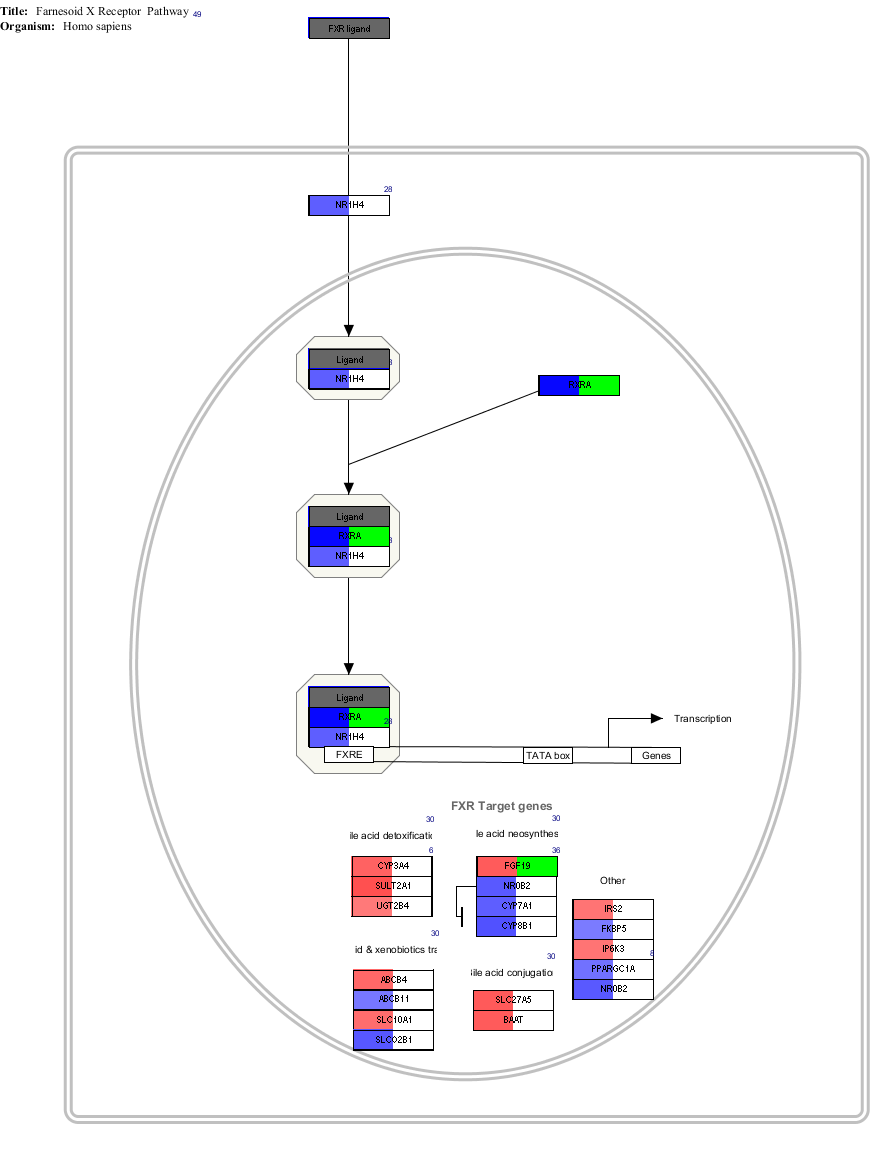 Title: Farnesoid X Receptor Pathway 49
Organism: Homo sapiens
FXR ligand
28
NR1H4
Ligand
NR1H4
RXRA
Ligand
RXRA
NR1H4
Ligand
RXRA
28
NR1H4
FXRE
TATA box
Genes
Transcription
FXR Target genes
30
ile acid detoxificatio
6
CYP3A4
SULT2A1
UGT2B4
30
le acid neosynthes
36
FGF19
NR0B2
CYP7A1
CYP8B1
Other
IRS2
FKBP5
IP6K3
8
PPARGC1A
NR0B2
30
id & xenobiotics tra
ABCB4
ABCB11
SLC10A1
SLCO2B1
30
ile acid conjugatio
SLC27A5
BAAT